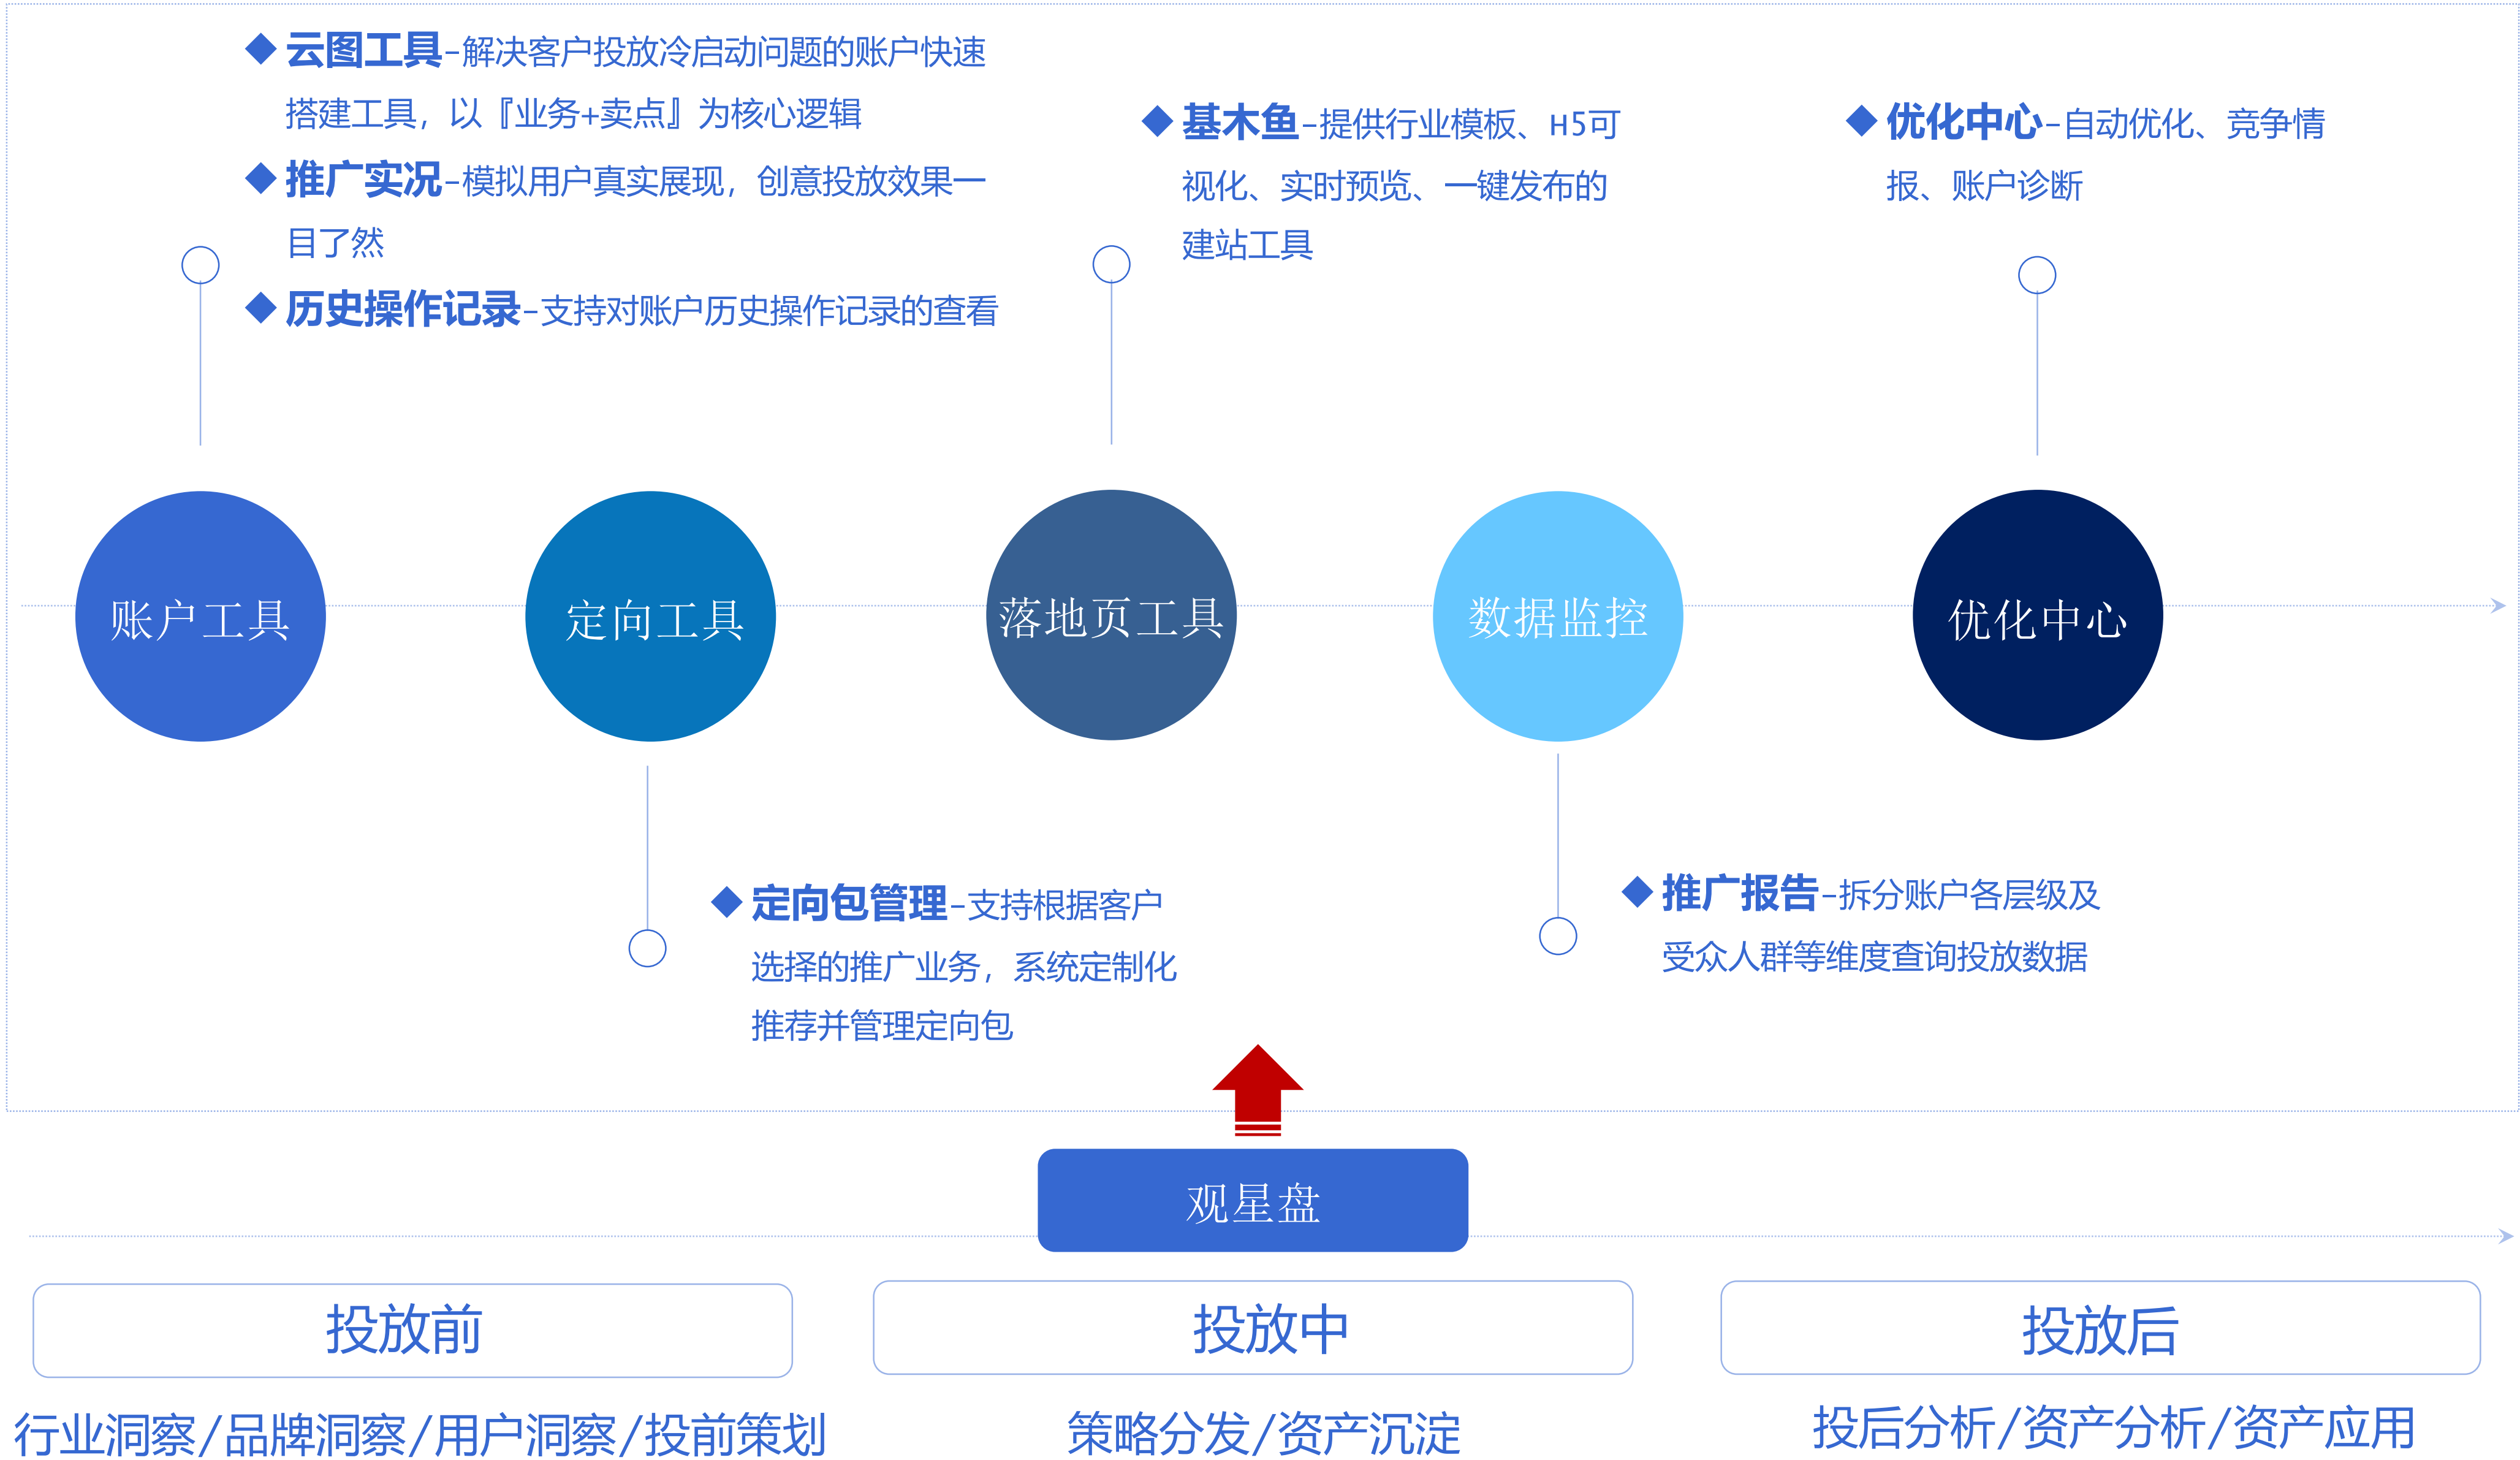 云图工具-解决客户投放冷启动问题的账户快速
搭建工具，以『业务+卖点』为核心逻辑
推广实况-模拟用户真实展现，创意投放效果一
目了然
历史操作记录-支持对账户历史操作记录的查看
基木鱼-提供行业模板、H5可
视化、实时预览、一键发布的
建站工具
优化中心-自动优化、竞争情
报、账户诊断
账户工具
定向工具
落地页工具
数据监控
优化中心
定向包管理-支持根据客户
选择的推广业务，系统定制化
推荐并管理定向包
推广报告-拆分账户各层级及
受众人群等维度查询投放数据
观星盘
投放前
投放中
投放后
行业洞察/品牌洞察/用户洞察/投前策划
策略分发/资产沉淀
投后分析/资产分析/资产应用